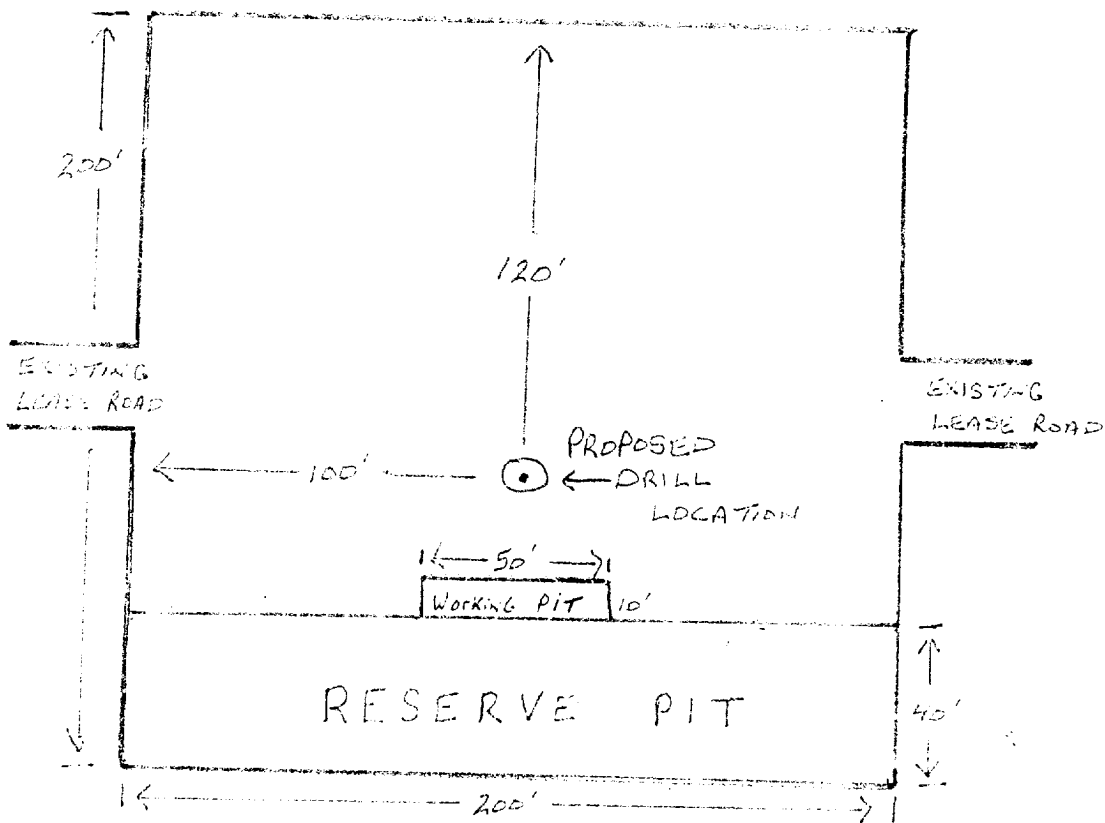 200'
120'
EXISTING
LEASE ROAD
EXISTING
LEASE ROAD
PROPOSED
100'
DRILL
LOCATION
50'
WORKING PIT
10'
RESERVE PIT
40'
200'